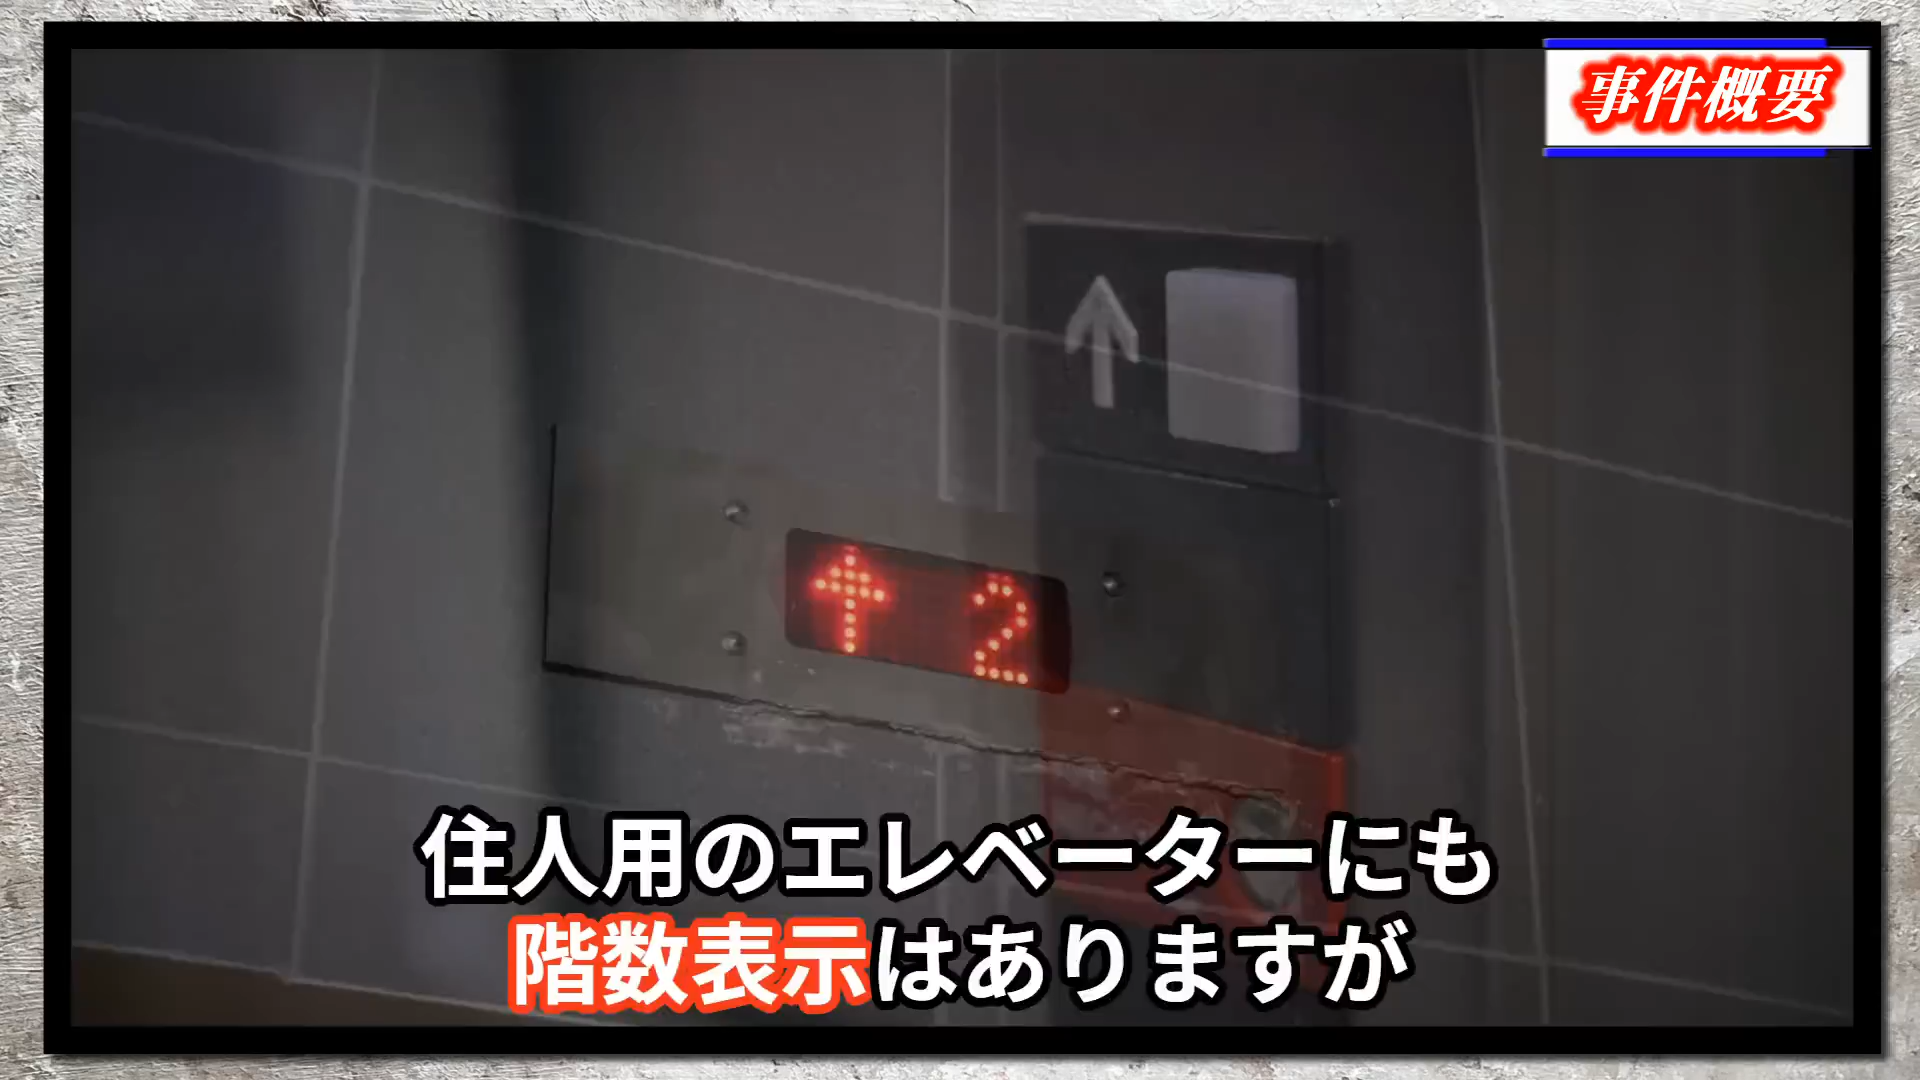 事件概要
↑ 2
住人用のエレベーターにも
階数表示はありますが